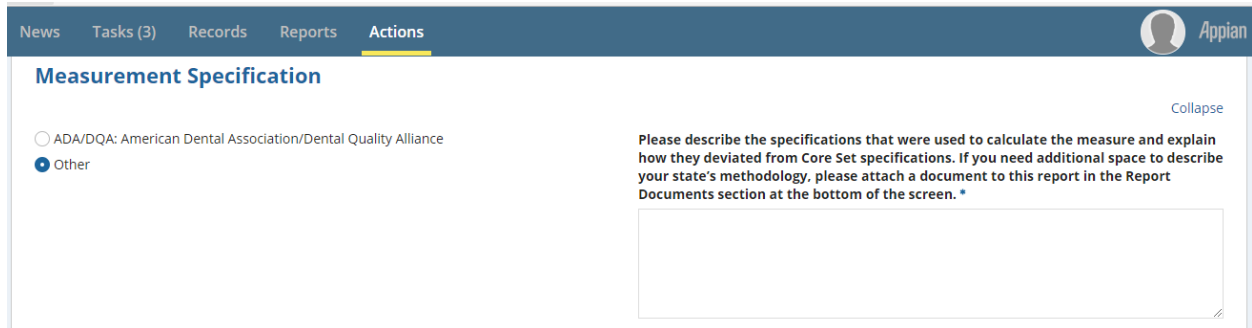 News Tasks (3) Records Reports Actions Appian
Measurement Specification
Collapse
ADA/DQA: American Dental Association/Dental Quality Alliance
Other
Please describe the specifications that were used to calculate the measure and explain
how they deviated from Core Set specifications. If you need additional space to describe
your state’s methodology, please attach a document to this report in the Report
Documents section at the bottom of the screen. *